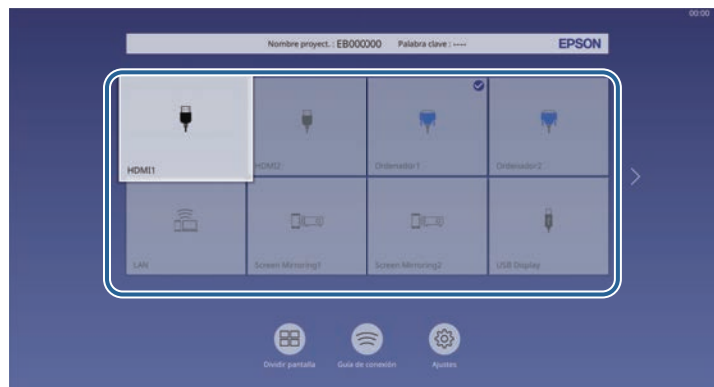 00:00
Nombre proyect. : EB000000 Palabra clave : ---- EPSON
HDMI1 HDMI2 Ordenador1 Ordenador2
LAN Screen Mirroring1 Screen Mirroring2 USB Display
Dividir pantalla Guía de conexión Ajustes